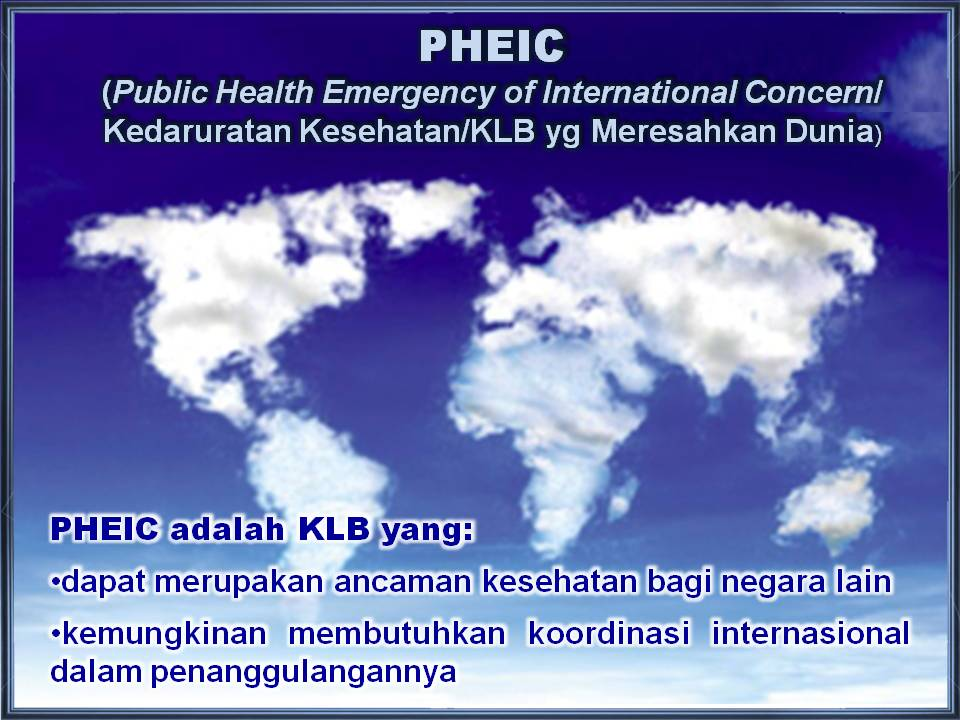 PHEIC
(Public Health Emergency of International Concern/
Kedaruratan Kesehatan/KLB yg Meresahkan Dunia)
PHEIC adalah KLB yang:
•dapat merupakan ancaman kesehatan bagi negara lain
•kemungkinan membutuhkan koordinasi internasional
dalam penanggulangannya